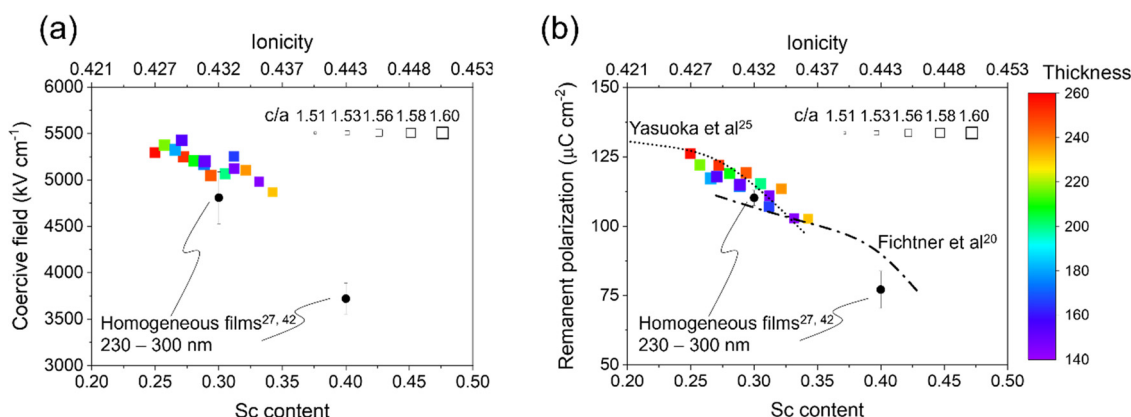 (a)
Ionicity
0.421 0.427 0.432 0.437 0.443 0.448 0.453
c/a 1.51 1.53 1.56 1.58 1.60
Coercive field (kV cm⁻¹)
6000
5500
5000
4500
4000
3500
3000
Homogeneous films²⁷, ⁴²
230 – 300 nm
0.20 0.25 0.30 0.35 0.40 0.45 0.50
Sc content
(b)
Ionicity
0.421 0.427 0.432 0.437 0.443 0.448 0.453
c/a 1.51 1.53 1.56 1.58 1.60
Yasuoka et al²⁵
Remanent polarization (µC cm⁻²)
150
125
100
75
50
Fichtner et al²⁰
Homogeneous films²⁷, ⁴²
230 – 300 nm
0.20 0.25 0.30 0.35 0.40 0.45 0.50
Sc content
Thickness
260
240
220
200
180
160
140